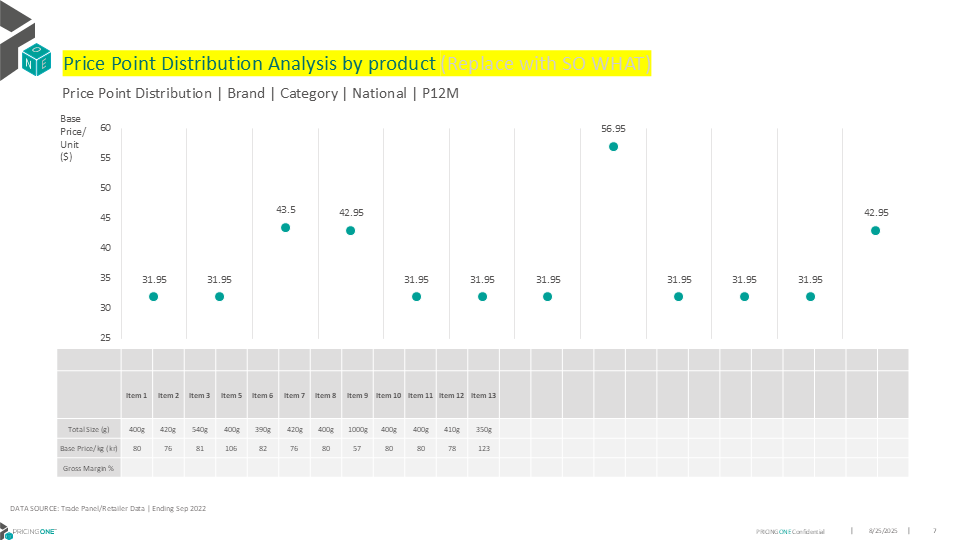 O
N E
Price Point Distribution Analysis by product (Replace with SO WHAT)
Price Point Distribution | Brand | Category | National | P12M
Base
Price/
Unit
($)
60
55
50
45
40
35
30
25
31.95
31.95
43.5
42.95
31.95
31.95
31.95
56.95
31.95
31.95
31.95
42.95
Item 1 Item 2 Item 3 Item 5 Item 6 Item 7 Item 8 Item 9 Item 10 Item 11 Item 12 Item 13
Total Size (g) 400g 420g 540g 400g 390g 420g 400g 1000g 400g 400g 410g 350g
Base Price/kg (kr) 80 76 81 106 82 76 80 57 80 80 78 123
Gross Margin %
DATA SOURCE: Trade Panel/Retailer Data | Ending Sep 2022
PRICINGONE
PRICINGONE Confidential | 8/25/2025 | 7